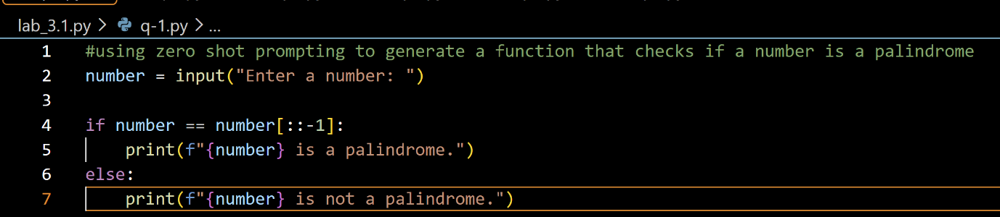 lab_3.1.py > q-1.py > ...
1 #using zero shot prompting to generate a function that checks if a number is a palindrome
2 number = input("Enter a number: ")
3
4 if number == number[::-1]:
5     print(f"{number} is a palindrome.")
6 else:
7     print(f"{number} is not a palindrome.")